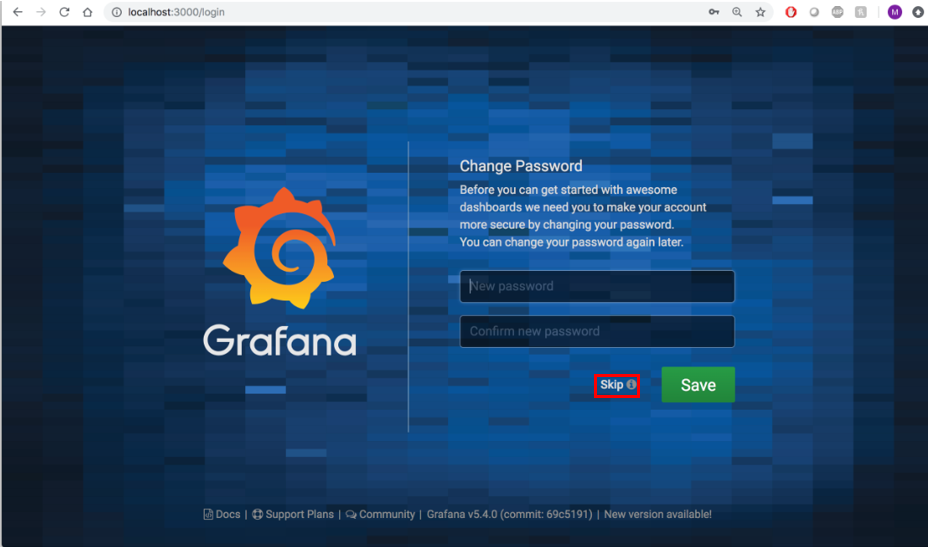 localhost:3000/login
ABP
M
Change Password
Before you can get started with awesome
dashboards we need you to make your account
more secure by changing your password.
You can change your password again later.
New password
Confirm new password
Grafana
Skip
Save
Docs | Support Plans | Community | Grafana v5.4.0 (commit: 69c5191) | New version available!